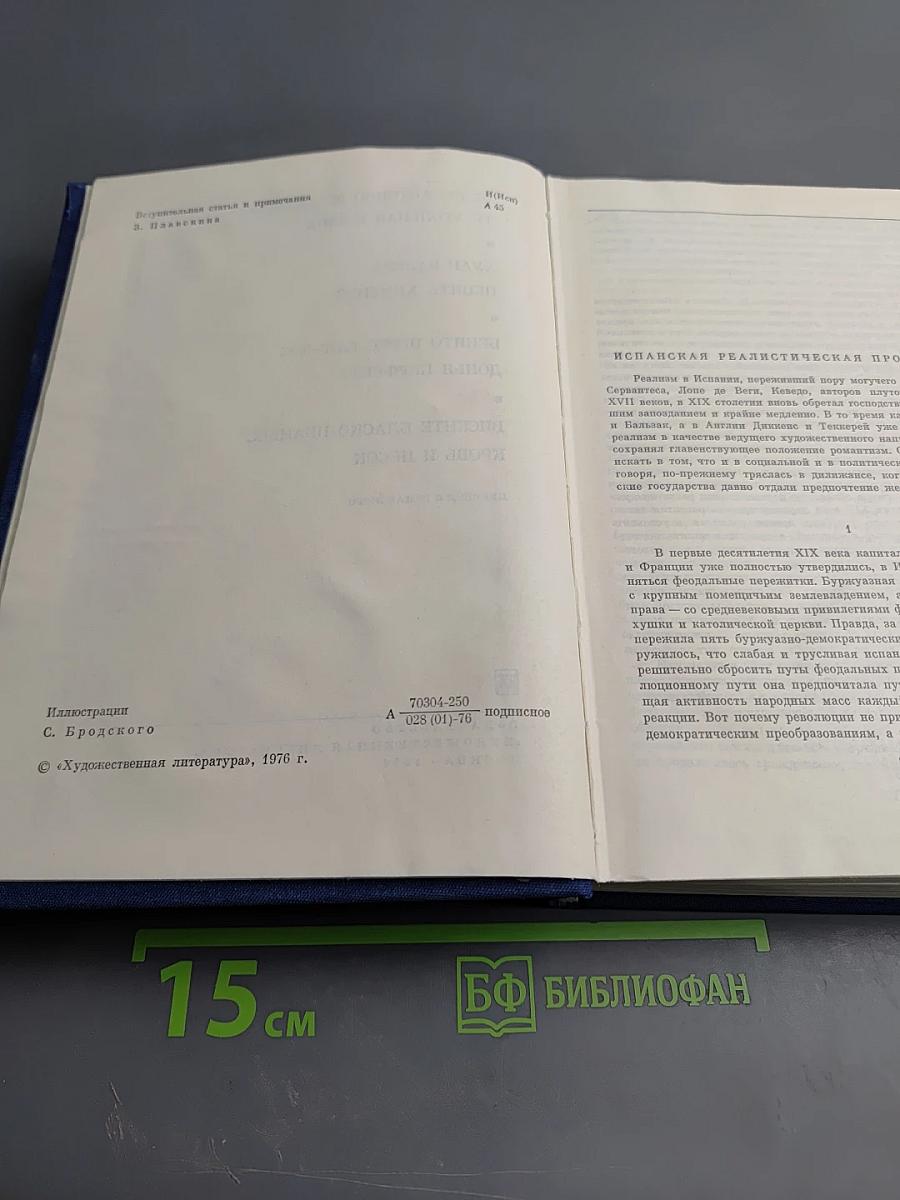 Вступительная статья и примечания
З. Плавскина
И(Исп)
А 45
Иллюстрации
С. Бродского
А 70304-250
028 (01)-76 подписное
© «Художественная литература», 1976 г.
ИСПАНСКАЯ РЕАЛИСТИЧЕСКАЯ ПРО
Реализм в Испании, переживший пору могучего
Сервантеса, Лопе де Веги, Кеведо, авторов плуто
XVII веков, в XIX столетии вновь обретал господств
шим запозданием и крайне медленно. В то время ка
и Бальзак, а в Англии Диккенс и Теккерей уже
реализм в качестве ведущего художественного нап
сохранял главенствующее положение романтизм. С
искать в том, что и в социальной и в политическ
говоря, по-прежнему тряслась в дилижансе, ког
ские государства давно отдали предпочтение же
1
В первые десятилетия XIX века капитал
и Франции уже полностью утвердились, в И
няться феодальные пережитки. Буржуазная
с крупным помещичьим землевладением, а
права — со средневековыми привилегиями ф
хушки и католической церкви. Правда, за
пережила пять буржуазно-демократически
ружилось, что слабая и трусливая испан
решительно сбросить путы феодальных п
люционному пути она предпочитала пут
щая активность народных масс кажды
реакции. Вот почему революции не при
демократическим преобразованиям, а
15 см
БФ БИБЛИОФАН